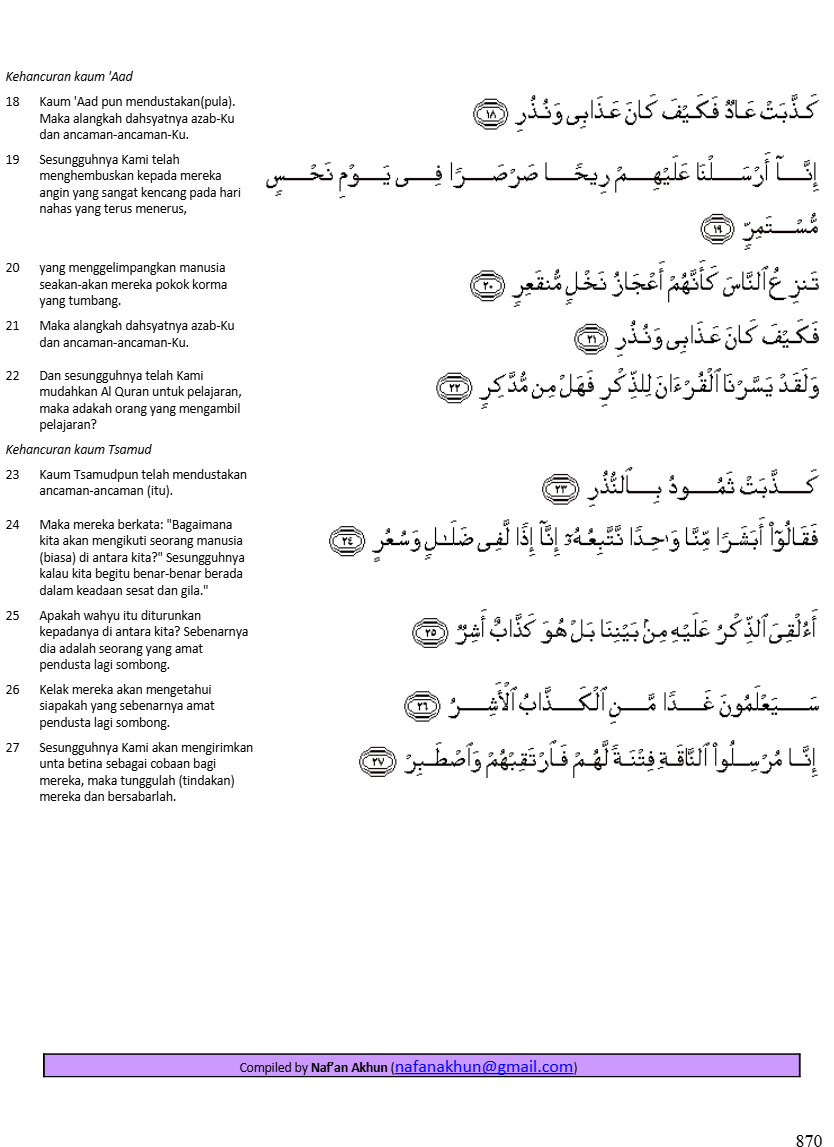 Kehancuran kaum 'Aad
18 Kaum 'Aad pun mendustakan(pula).
Maka alangkah dahsyatnya azab-Ku
dan ancaman-ancaman-Ku.
كَذَّبَتْ عَادٌ فَكَيْفَ كَانَ عَذَابِى وَنُذُرِ ١٨
19 Sesungguhnya Kami telah
menghembuskan kepada mereka
angin yang sangat kencang pada hari
nahas yang terus menerus,
إِنَّآ أَرْسَلْنَا عَلَيْهِمْ رِيحًا صَرْصَرًا فِى يَوْمِ نَحْسٍ
مُّسْتَمِرٍّ ١٩
20 yang menggelimpangkan manusia
seakan-akan mereka pokok korma
yang tumbang.
تَنزِعُ ٱلنَّاسَ كَأَنَّهُمْ أَعْجَازُ نَخْلٍ مُّنقَعِرٍ ٢٠
21 Maka alangkah dahsyatnya azab-Ku
dan ancaman-ancaman-Ku.
فَكَيْفَ كَانَ عَذَابِى وَنُذُرِ ٢١
22 Dan sesungguhnya telah Kami
mudahkan Al Quran untuk pelajaran,
maka adakah orang yang mengambil
pelajaran?
وَلَقَدْ يَسَّرْنَا ٱلْقُرْءَانَ لِلذِّكْرِ فَهَلْ مِن مُّدَّكِرٍ ٢٢
Kehancuran kaum Tsamud
23 Kaum Tsamudpun telah mendustakan
ancaman-ancaman (itu).
كَذَّبَتْ ثَمُودُ بِٱلنُّذُرِ ٢٣
24 Maka mereka berkata: "Bagaimana
kita akan mengikuti seorang manusia
(biasa) di antara kita?" Sesungguhnya
kalau kita begitu benar-benar berada
dalam keadaan sesat dan gila."
فَقَالُوٓا۟ أَبَشَرًا مِّنَّا وَٰحِدًا نَّتَّبِعُهُۥٓ إِنَّآ إِذًا لَّفِى ضَلَٰلٍ وَسُعُرٍ ٢٤
25 Apakah wahyu itu diturunkan
kepadanya di antara kita? Sebenarnya
dia adalah seorang yang amat
pendusta lagi sombong.
أَءُلْقِىَ ٱلذِّكْرُ عَلَيْهِ مِنۢ بَيْنِنَا بَلْ هُوَ كَذَّابٌ أَشِرٌ ٢٥
26 Kelak mereka akan mengetahui
siapakah yang sebenarnya amat
pendusta lagi sombong.
سَيَعْلَمُونَ غَدًا مَّنِ ٱلْكَذَّابُ ٱلْأَشِرُ ٢٦
27 Sesungguhnya Kami akan mengirimkan
unta betina sebagai cobaan bagi
mereka, maka tunggulah (tindakan)
mereka dan bersabarlah.
إِنَّا مُرْسِلُوا۟ ٱلنَّاقَةِ فِتْنَةً لَّهُمْ فَٱرْتَقِبْهُمْ وَٱصْطَبِرْ ٢٧
Compiled by Naf'an Akhun (nafanakhun@gmail.com)
870